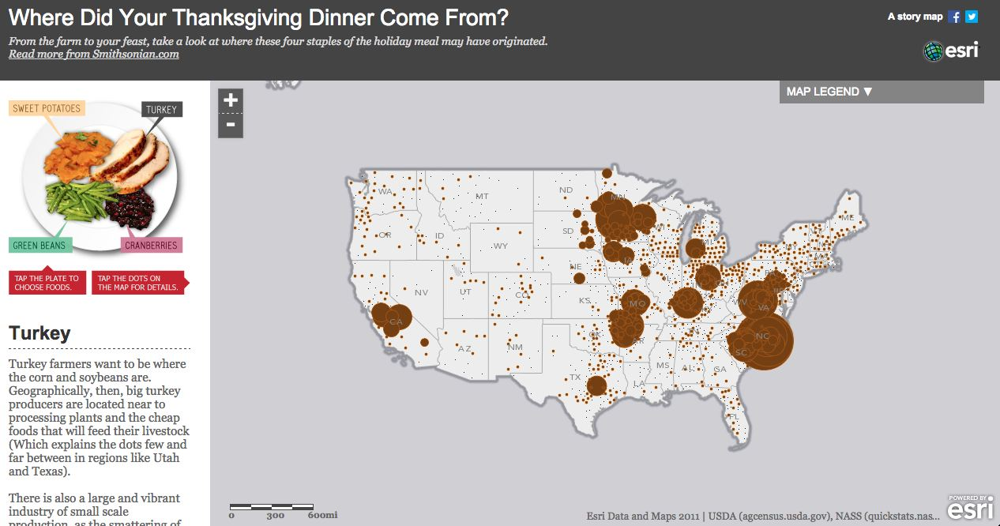 Where Did Your Thanksgiving Dinner Come From?
From the farm to your feast, take a look at where these four staples of the holiday meal may have originated.
Read more from Smithsonian.com
A story map
esri
SWEET POTATOES
TURKEY
GREEN BEANS
CRANBERRIES
TAP THE PLATE TO
CHOOSE FOODS.
TAP THE DOTS ON
THE MAP FOR DETAILS.
Turkey
Turkey farmers want to be where
the corn and soybeans are.
Geographically, then, big turkey
producers are located near to
processing plants and the cheap
foods that will feed their livestock
(Which explains the dots few and
far between in regions like Utah
and Texas).
There is also a large and vibrant
industry of small scale
production, as the smattering of
+
-
MAP LEGEND ▼
WA
MT
ND
MN
ME
OR
ID
SD
WI
WY
NE
IA
NV
UT
CO
KS
MO
WV
VA
CA
AZ
NM
OK
AR
TN
NC
SC
TX
LA
MS
AL
GA
FL
0 300 600mi
Esri Data and Maps 2011 | USDA (agcensus.usda.gov), NASS (quickstats.nas...
POWERED BY
esri